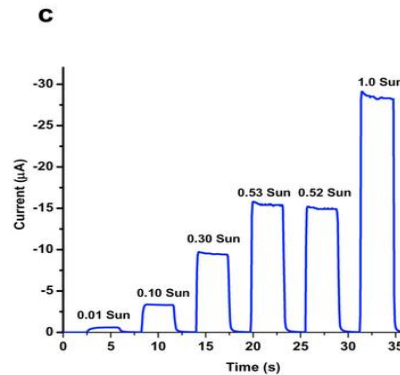 C
-30
-25
-20
-15
-10
-5
0
Current (µA)
0.01 Sun
0.10 Sun
0.30 Sun
0.53 Sun
0.52 Sun
1.0 Sun
0 5 10 15 20 25 30 35
Time (s)